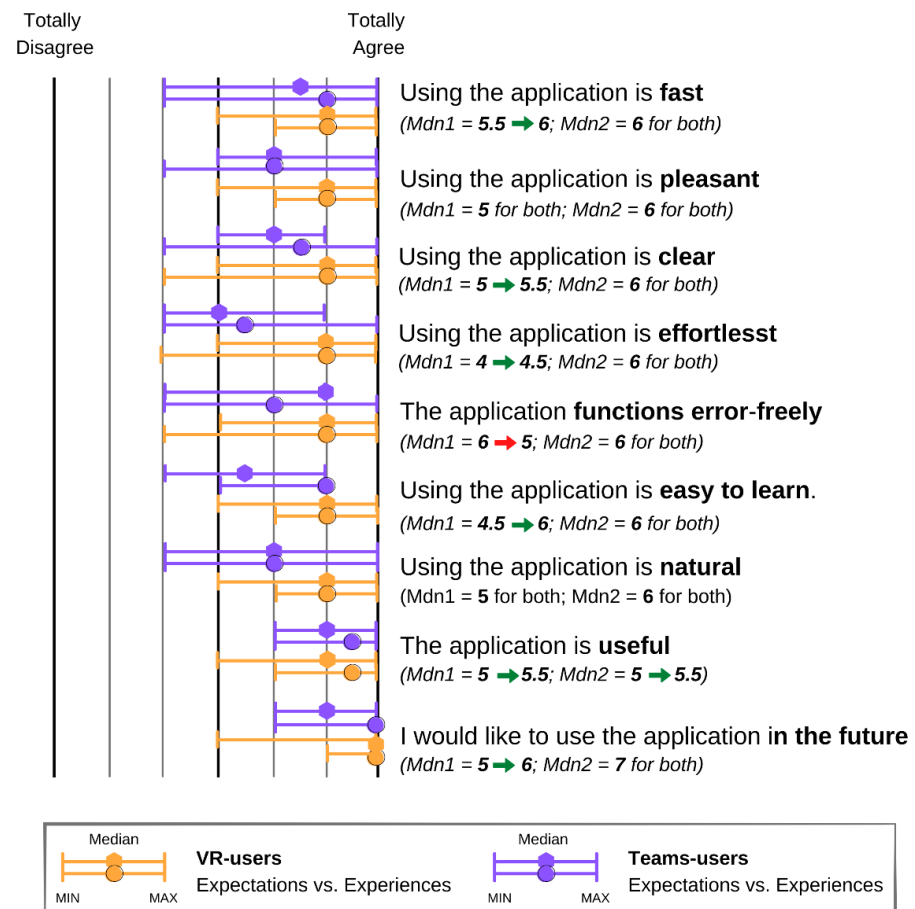 Totally
Disagree
Totally
Agree
Using the application is fast
(Mdn1 = 5.5 → 6; Mdn2 = 6 for both)
Using the application is pleasant
(Mdn1 = 5 for both; Mdn2 = 6 for both)
Using the application is clear
(Mdn1 = 5 → 5.5; Mdn2 = 6 for both)
Using the application is effortlesst
(Mdn1 = 4 → 4.5; Mdn2 = 6 for both)
The application functions error-freely
(Mdn1 = 6 → 5; Mdn2 = 6 for both)
Using the application is easy to learn.
(Mdn1 = 4.5 → 6; Mdn2 = 6 for both)
Using the application is natural
(Mdn1 = 5 for both; Mdn2 = 6 for both)
The application is useful
(Mdn1 = 5 → 5.5; Mdn2 = 5 → 5.5)
I would like to use the application in the future
(Mdn1 = 5 → 6; Mdn2 = 7 for both)
Median
MIN MAX
VR-users
Expectations vs. Experiences
Median
MIN MAX
Teams-users
Expectations vs. Experiences